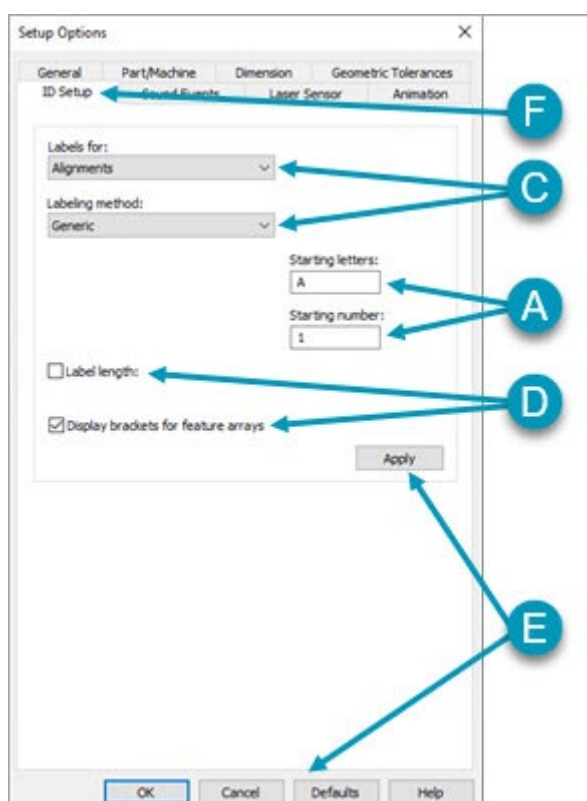 Setup Options
General Part/Machine Dimension Geometric Tolerances
ID Setup Sound Events Laser Sensor Animation
F
Labels for:
Alignments
C
Labeling method:
Generic
Starting letters:
A
A
Starting number:
1
Label length:
D
Display brackets for feature arrays
Apply
E
OK Cancel Defaults Help